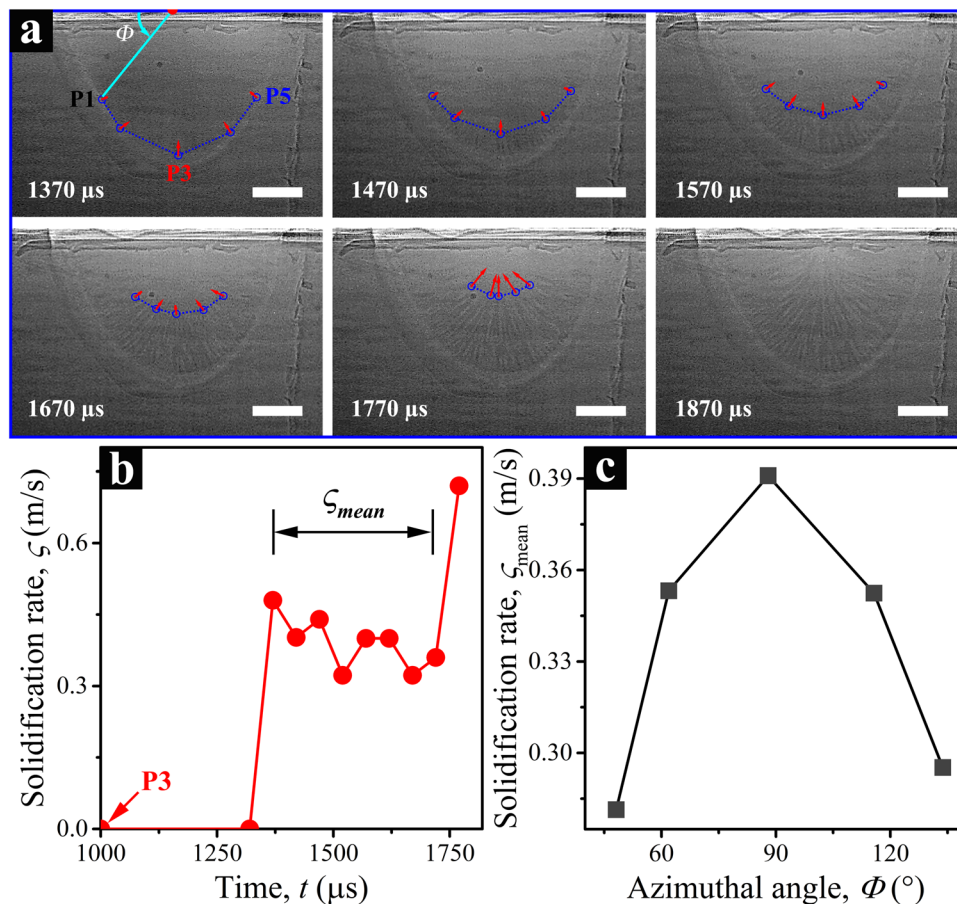 a
Φ
P1
P5
P3
1370 μs
1470 μs
1570 μs
1670 μs
1770 μs
1870 μs
b
ς_mean
0.6
0.3
0.0
P3
1000
1250
1500
1750
Solidification rate, ς (m/s)
Time, t (μs)
c
0.39
0.36
0.33
0.30
60
90
120
Solidification rate, ς_mean (m/s)
Azimuthal angle, Φ (°)